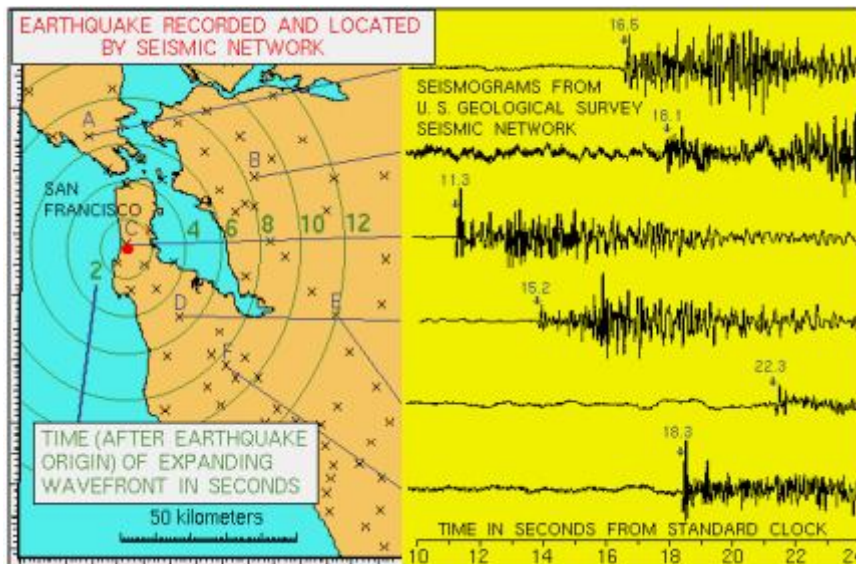 EARTHQUAKE RECORDED AND LOCATED
BY SEISMIC NETWORK
A
B
SAN
FRANCISCO
C
2
4
6
8
10
12
D
E
F
TIME (AFTER EARTHQUAKE
ORIGIN) OF EXPANDING
WAVEFRONT IN SECONDS
50 kilometers
16.5
SEISMOGRAMS FROM
U. S. GEOLOGICAL SURVEY
SEISMIC NETWORK
18.1
11.3
15.2
22.3
18.3
TIME IN SECONDS FROM STANDARD CLOCK
10 12 14 16 18 20 22 24